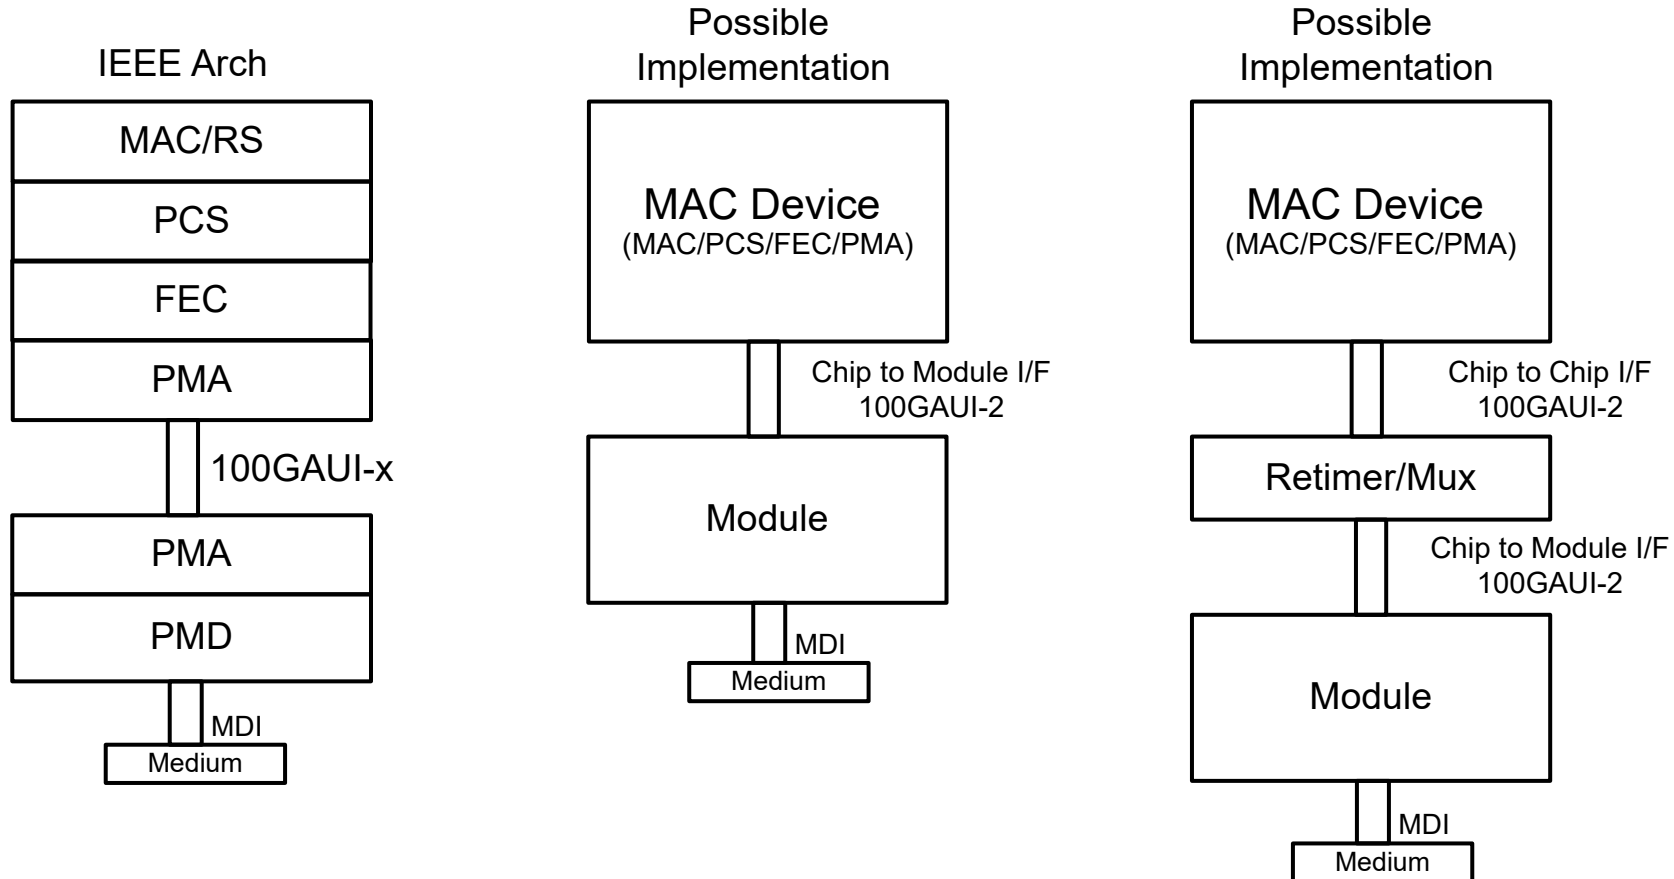 IEEE Arch
MAC/RS
PCS
FEC
PMA
100GAUI-x
PMA
PMD
MDI
Medium
Possible
Implementation
MAC Device
(MAC/PCS/FEC/PMA)
Chip to Module I/F
100GAUI-2
Module
MDI
Medium
Possible
Implementation
MAC Device
(MAC/PCS/FEC/PMA)
Chip to Chip I/F
100GAUI-2
Retimer/Mux
Chip to Module I/F
100GAUI-2
Module
MDI
Medium